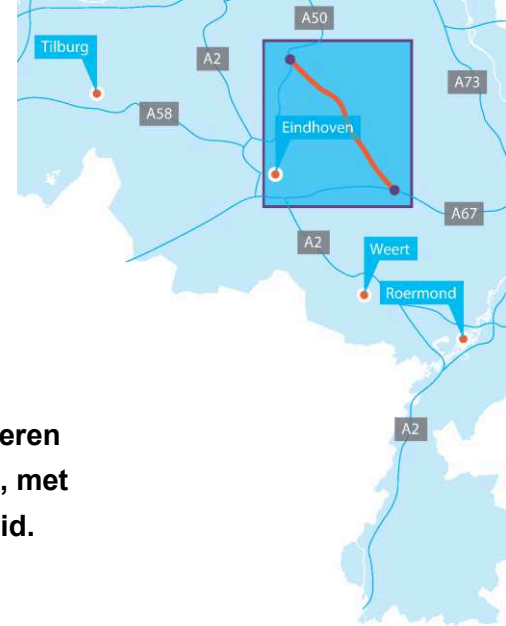 A50
Tilburg
A2
A73
A58
Eindhoven
A67
A2
Weert
Roermond
A2
eren
, met
id.